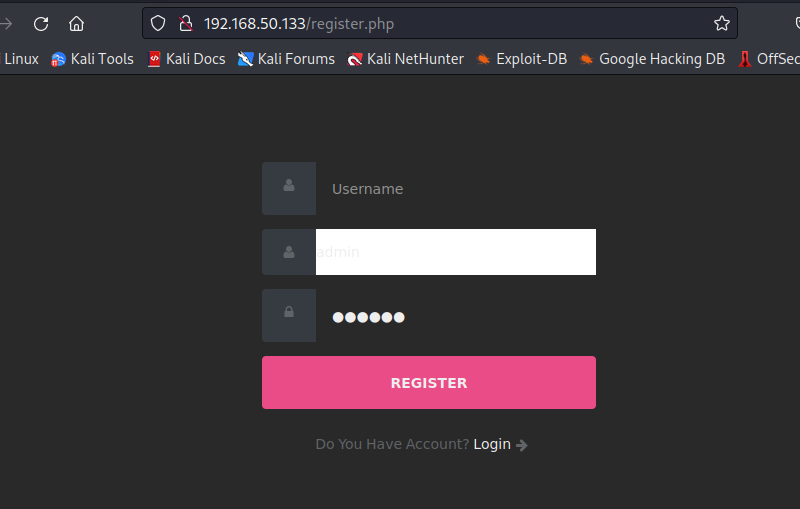 192.168.50.133/register.php
Linux Kali Tools Kali Docs Kali Forums Kali NetHunter Exploit-DB Google Hacking DB OffSec
Username
admin
●●●●●●
REGISTER
Do You Have Account? Login